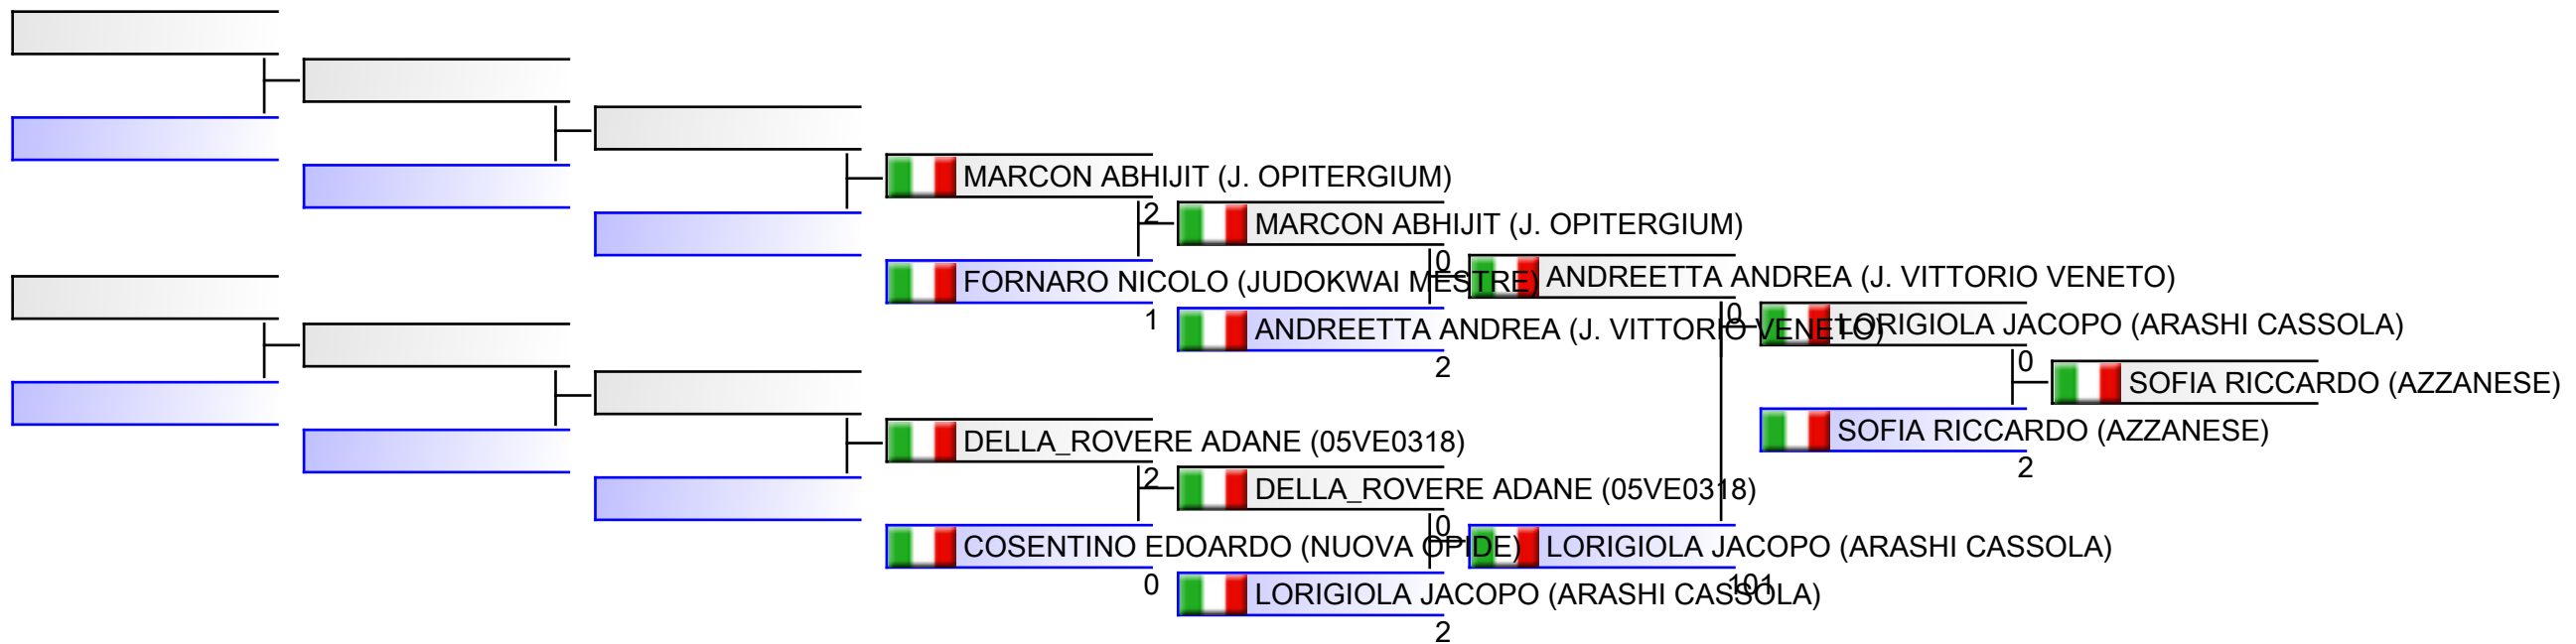 MARCON ABHIJIT (J. OPITERGIUM)
2
MARCON ABHIJIT (J. OPITERGIUM)
0
FORNARO NICOLO (JUDOKWAI MESTRE)
1
ANDREETTA ANDREA (J. VITTORIO VENETO)
0
ANDREETTA ANDREA (J. VITTORIO VENETO)
2
LORIGIOLA JACOPO (ARASHI CASSOLA)
0
SOFIA RICCARDO (AZZANESE)
SOFIA RICCARDO (AZZANESE)
2
DELLA_ROVERE ADANE (05VE0318)
2
DELLA_ROVERE ADANE (05VE0318)
0
COSENTINO EDOARDO (NUOVA OPIDE)
0
LORIGIOLA JACOPO (ARASHI CASSOLA)
101
LORIGIOLA JACOPO (ARASHI CASSOLA)
2